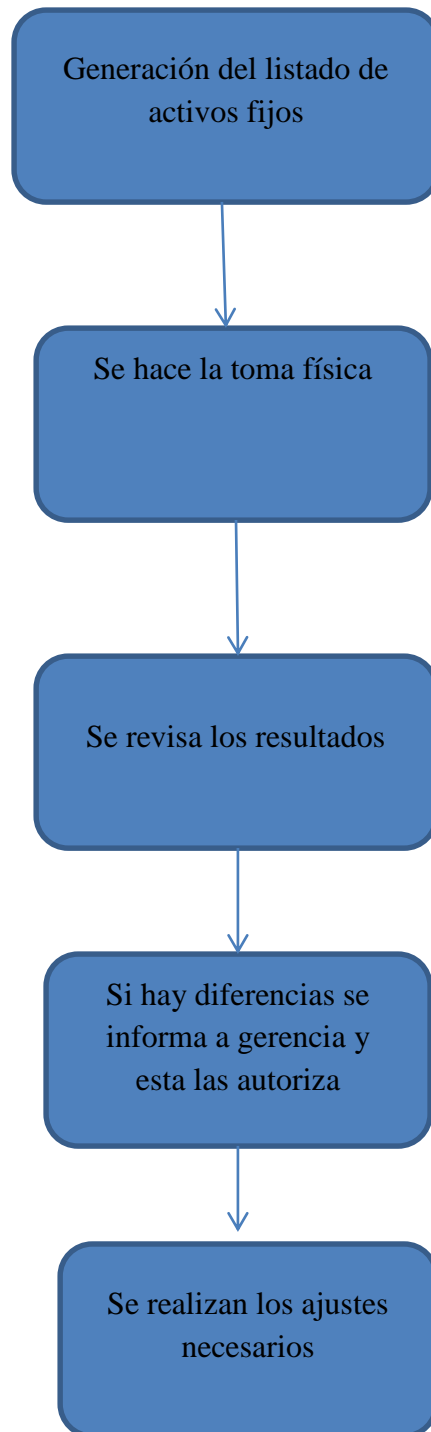 Generación del listado de
activos fijos
Se hace la toma física
Se revisa los resultados
Si hay diferencias se
informa a gerencia y
esta las autoriza
Se realizan los ajustes
necesarios